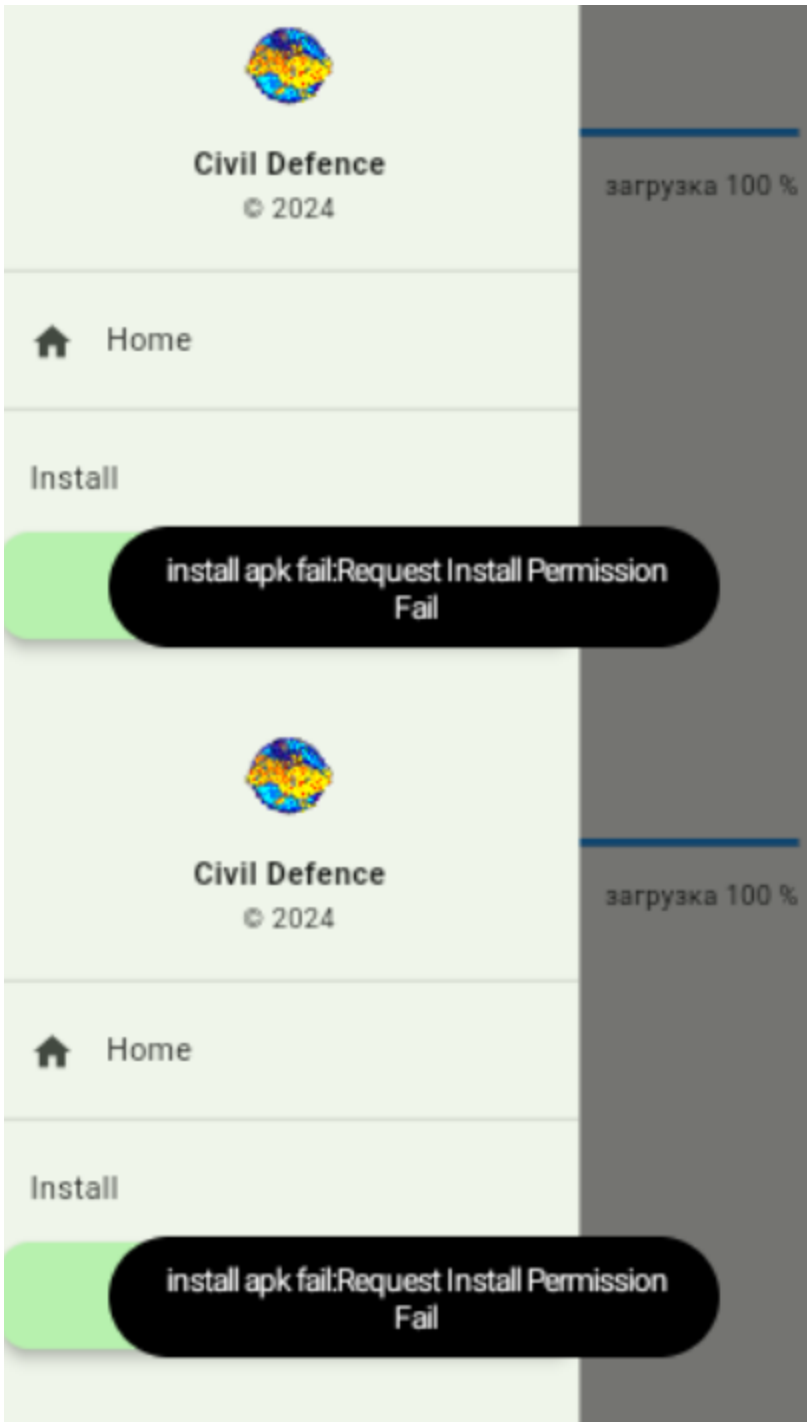 Civil Defence
© 2024
загрузка 100 %
Home
Install
install apk fail:Request Install Permission
Fail
Civil Defence
© 2024
загрузка 100 %
Home
Install
install apk fail:Request Install Permission
Fail